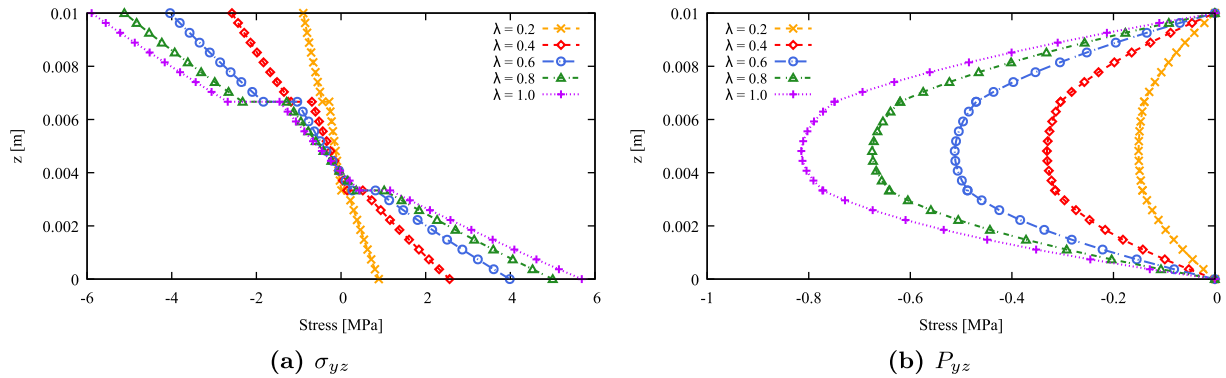 0.01
0.008
0.006
0.004
0.002
0
z [m]
-6
-4
-2
0
2
4
6
Stress [MPa]
λ = 0.2
λ = 0.4
λ = 0.6
λ = 0.8
λ = 1.0
(a) σyz
0.01
0.008
0.006
0.004
0.002
0
z [m]
-1
-0.8
-0.6
-0.4
-0.2
0
Stress [MPa]
λ = 0.2
λ = 0.4
λ = 0.6
λ = 0.8
λ = 1.0
(b) Pyz